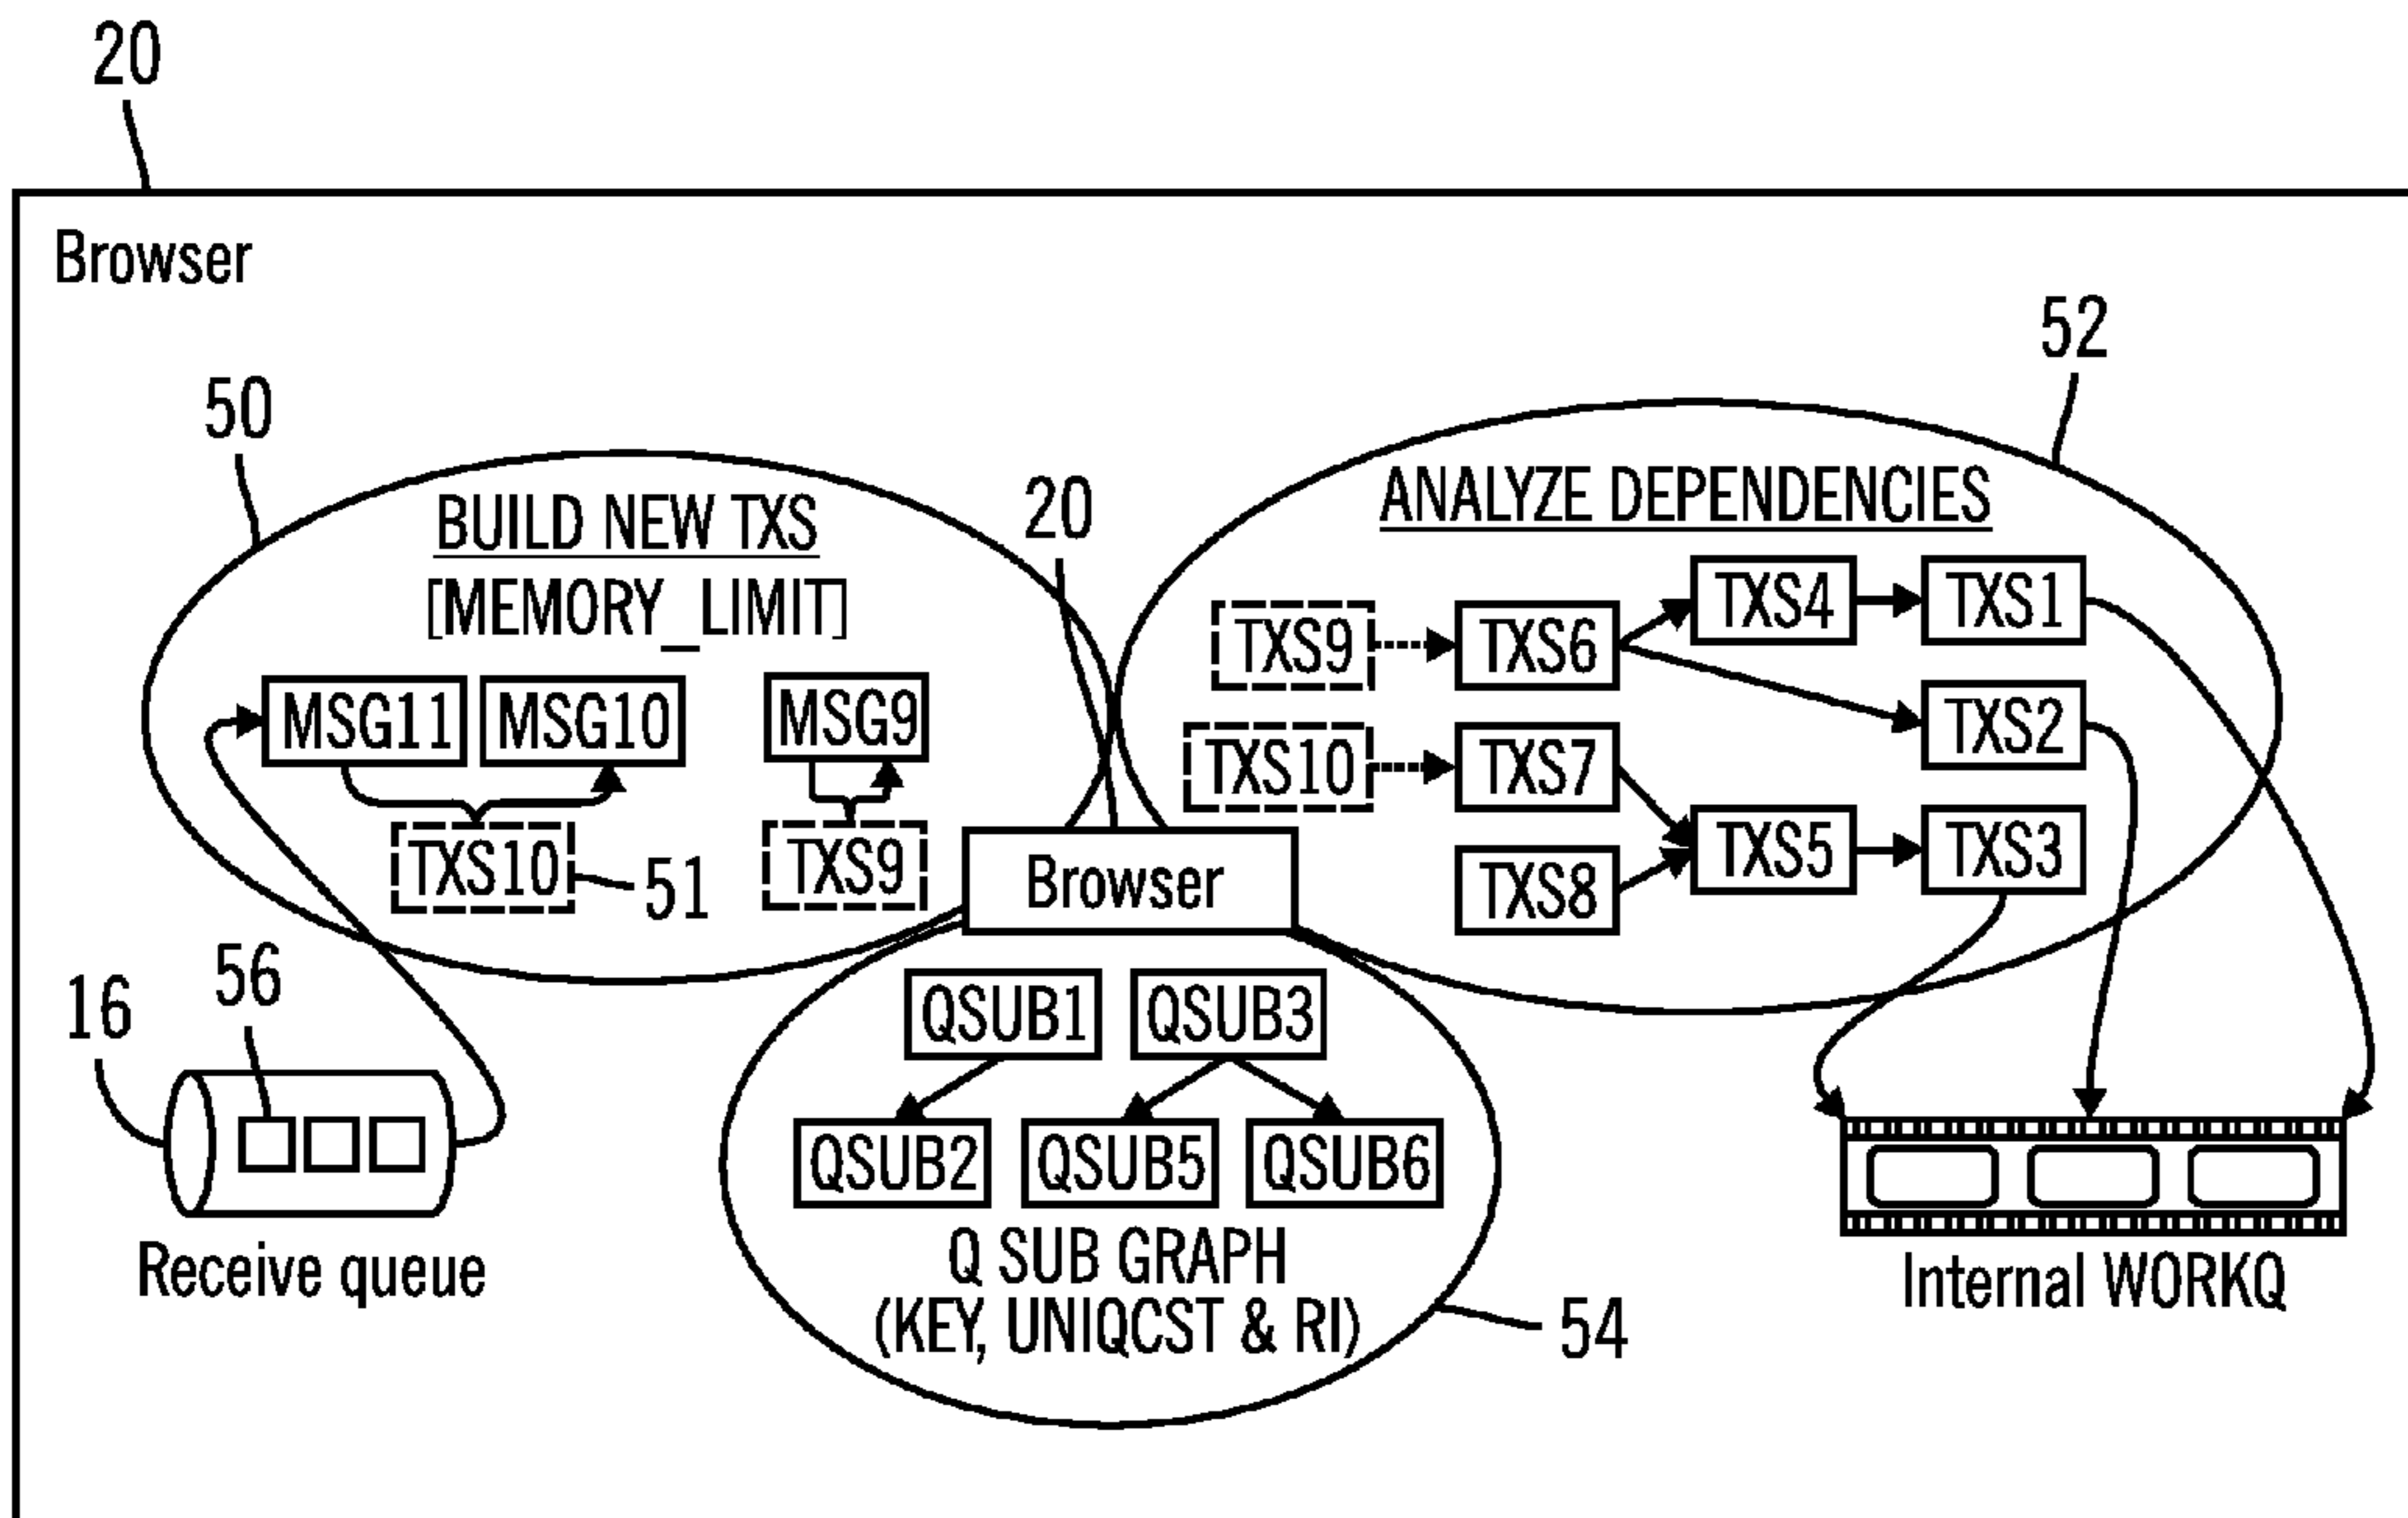 20
Browser
52
50
20
BUILD NEW TXS
[MEMORY_LIMIT]
ANALYZE DEPENDENCIES
MSG11
MSG10
MSG9
TXS10
51
TXS9
TXS9
TXS6
TXS4
TXS1
TXS2
TXS10
TXS7
TXS5
TXS3
TXS8
Browser
16
56
Receive queue
QSUB1
QSUB3
QSUB2
QSUB5
QSUB6
Q SUB GRAPH
(KEY, UNIQCST & RI)
54
Internal WORKQ